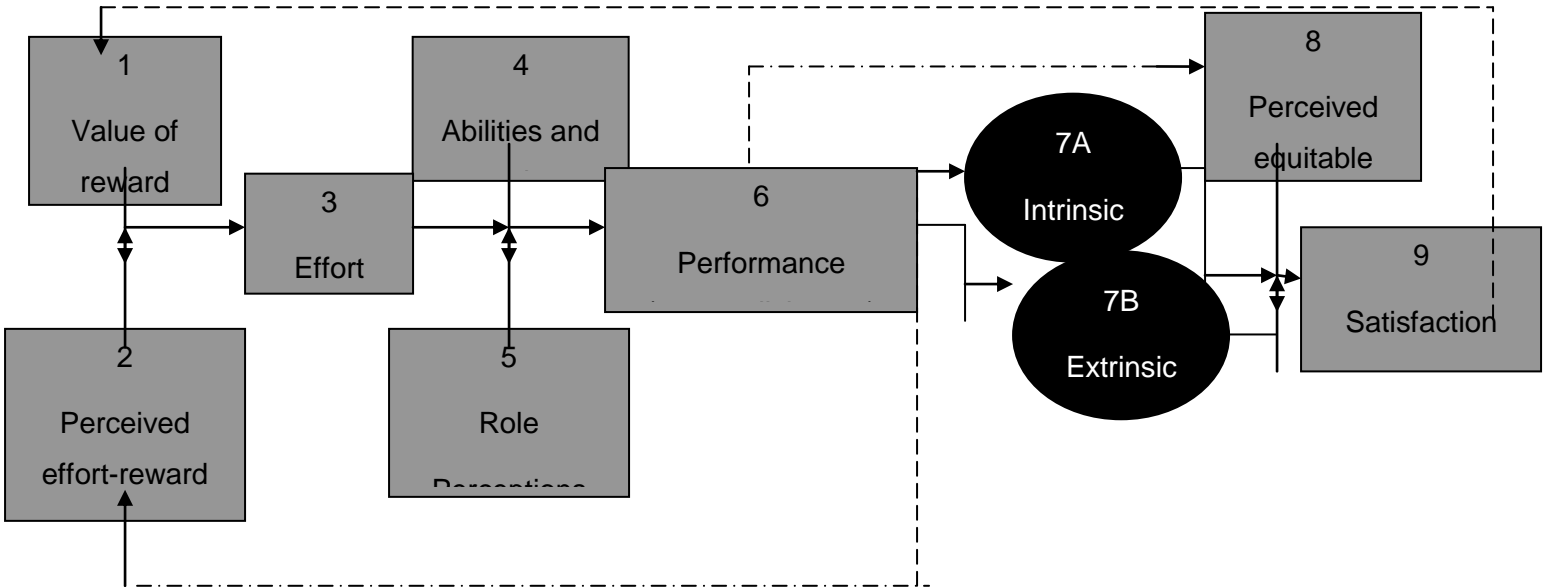 1
Value of
reward
2
Perceived
effort-reward
3
Effort
4
Abilities and
5
Role
Perceptions
6
Performance
7A
Intrinsic
7B
Extrinsic
8
Perceived
equitable
9
Satisfaction